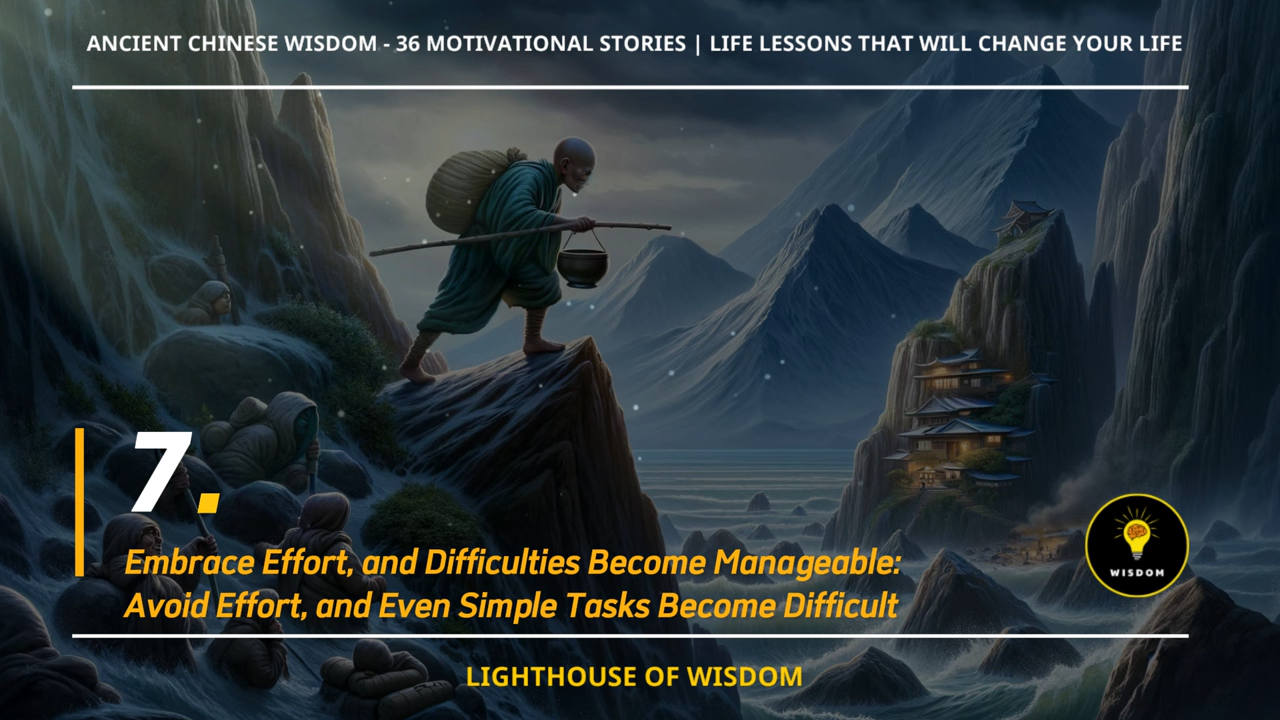 ANCIENT CHINESE WISDOM - 36 MOTIVATIONAL STORIES | LIFE LESSONS THAT WILL CHANGE YOUR LIFE
7.
Embrace Effort, and Difficulties Become Manageable:
Avoid Effort, and Even Simple Tasks Become Difficult
WISDOM
LIGHTHOUSE OF WISDOM